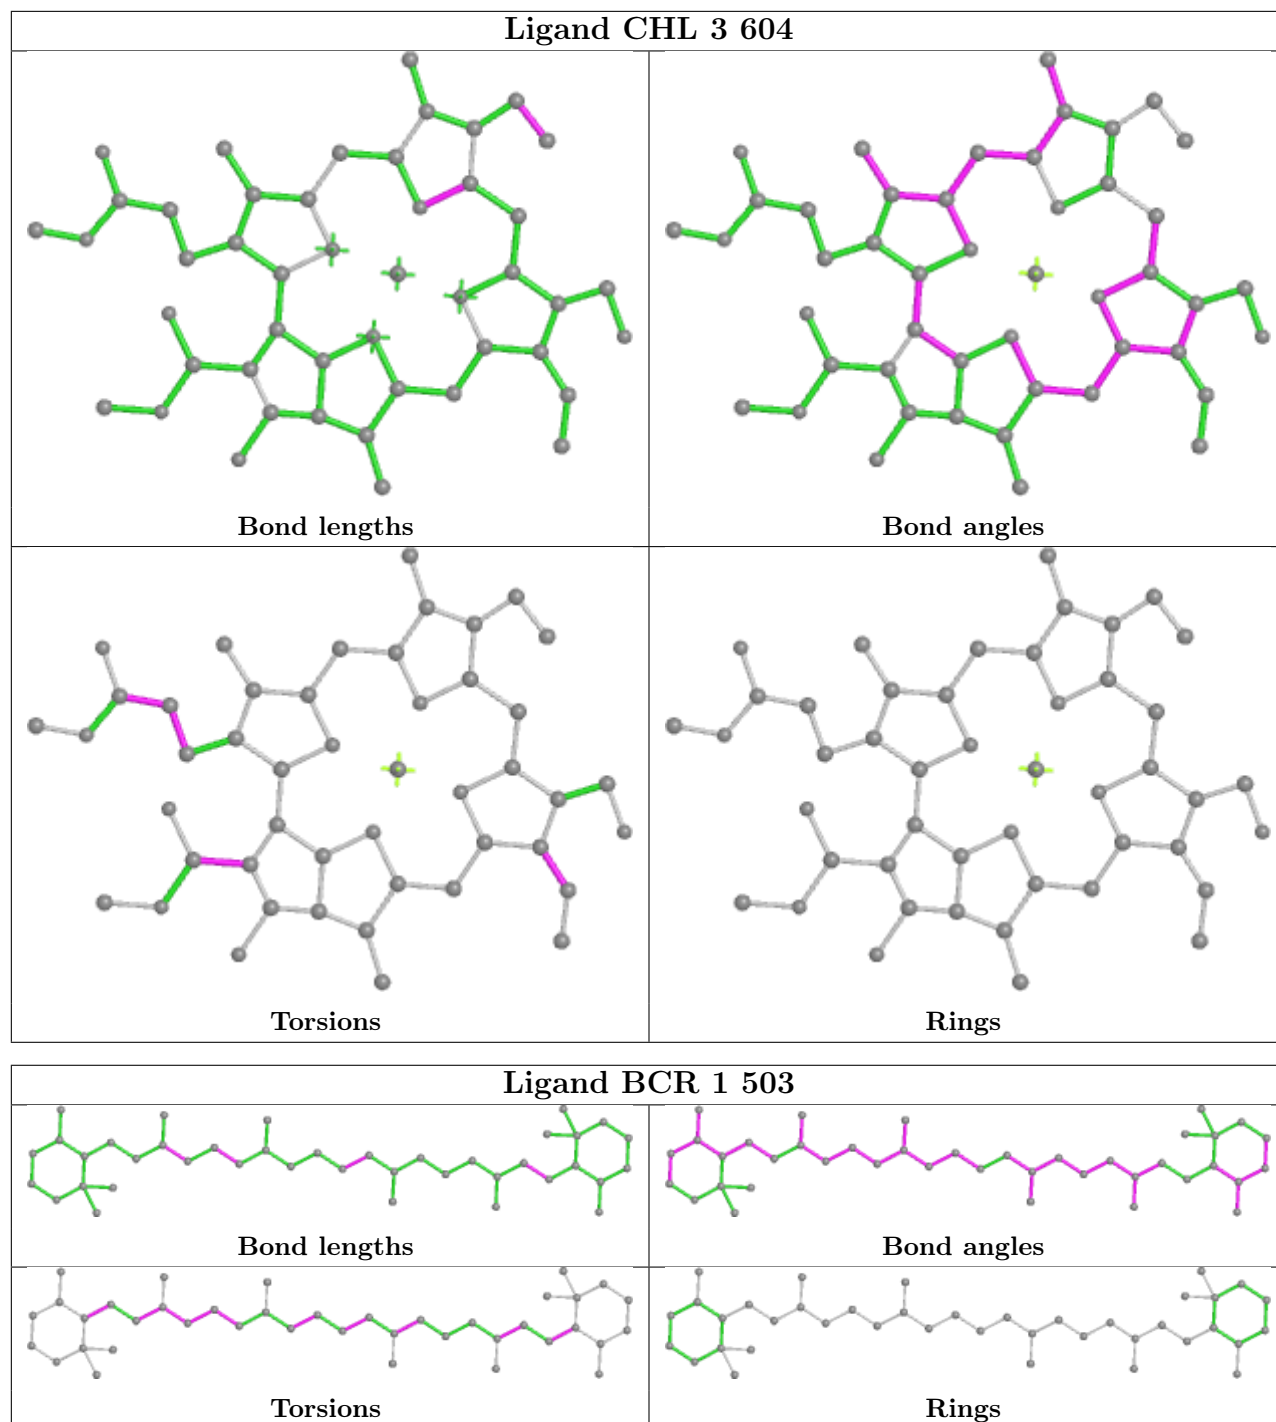 Ligand CHL 3 604
Bond lengths
Bond angles
Torsions
Rings
Ligand BCR 1 503
Bond lengths
Bond angles
Torsions
Rings